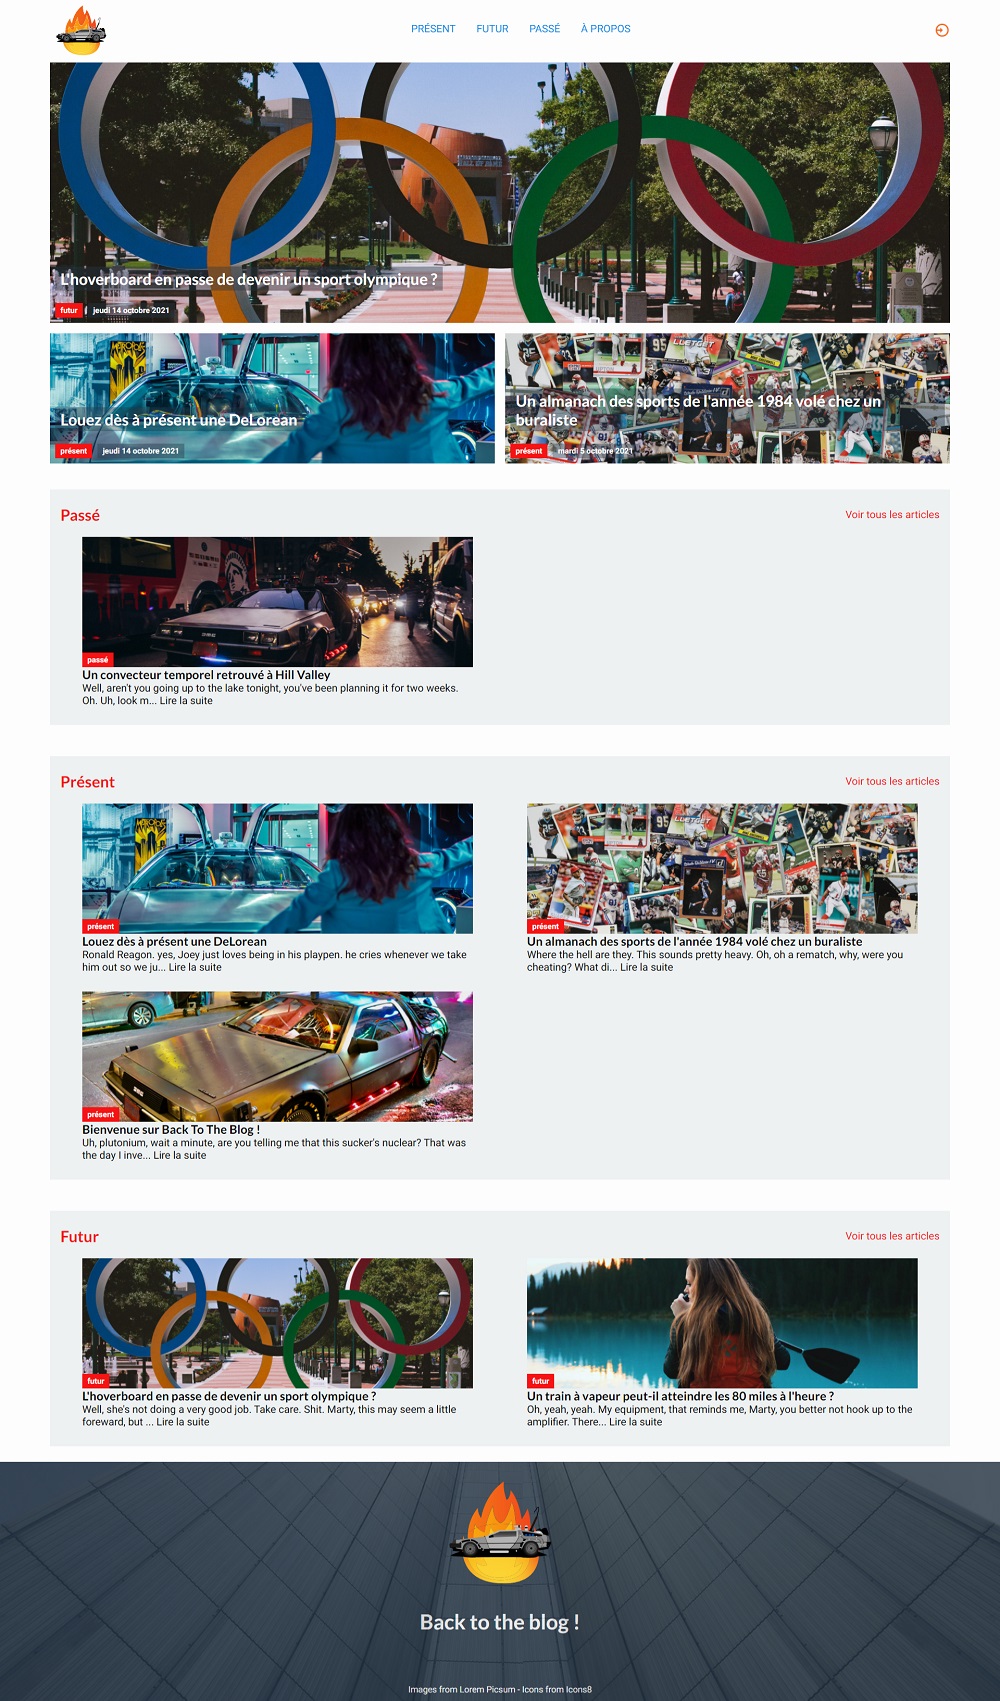 PRÉSENT FUTUR PASSÉ À PROPOS
L'hoverboard en passe de devenir un sport olympique ?
futur jeudi 14 octobre 2021
METROPOLIS
Louez dès à présent une DeLorean
présent jeudi 14 octobre 2021
Un almanach des sports de l'année 1984 volé chez un
buraliste
présent mardi 5 octobre 2021
Passé Voir tous les articles
passé
Un convecteur temporel retrouvé à Hill Valley
Well, aren't you going up to the lake tonight, you've been planning it for two weeks.
Oh. Uh, look m... Lire la suite
Présent Voir tous les articles
présent
Louez dès à présent une DeLorean
Ronald Reagon. yes, Joey just loves being in his playpen. he cries whenever we take
him out so we ju... Lire la suite
présent
Un almanach des sports de l'année 1984 volé chez un buraliste
Where the hell are they. This sounds pretty heavy. Oh, oh a rematch, why, were you
cheating? What di... Lire la suite
présent
Bienvenue sur Back To The Blog !
Uh, plutonium, wait a minute, are you telling me that this sucker's nuclear? That was
the day I inve... Lire la suite
Futur Voir tous les articles
futur
L'hoverboard en passe de devenir un sport olympique ?
Well, she's not doing a very good job. Take care. Shit. Marty, this may seem a little
foreward, but ... Lire la suite
futur
Un train à vapeur peut-il atteindre les 80 miles à l'heure ?
Oh, yeah, yeah. My equipment, that reminds me, Marty, you better not hook up to the
amplifier. There... Lire la suite
Back to the blog !
Images from Lorem Picsum - Icons from Icons8